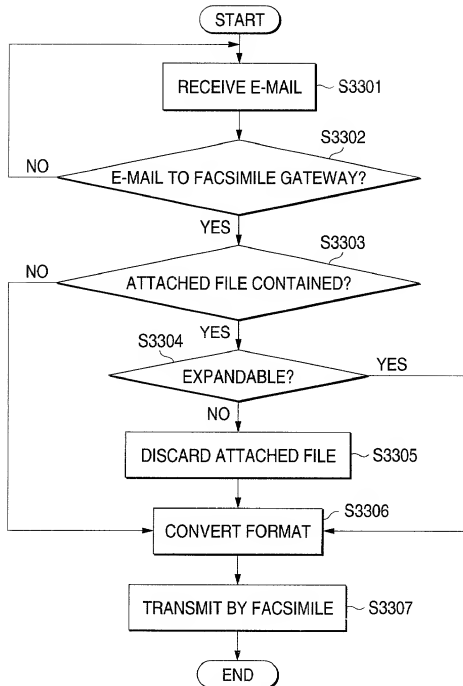 START
RECEIVE E-MAIL
S3301
S3302
NO
E-MAIL TO FACSIMILE GATEWAY?
YES
S3303
NO
ATTACHED FILE CONTAINED?
YES
S3304
EXPANDABLE?
YES
NO
DISCARD ATTACHED FILE
S3305
S3306
CONVERT FORMAT
TRANSMIT BY FACSIMILE
S3307
END